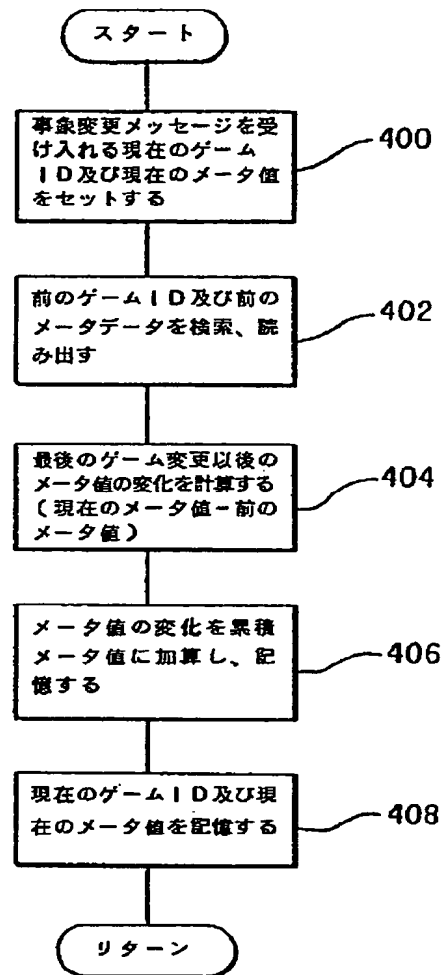 スタート
事象変更メッセージを受
け入れる現在のゲーム
ID及び現在のメータ値
をセットする
400
前のゲームID及び前の
メータデータを検索、読
み出す
402
最後のゲーム変更以後の
メータ値の変化を計算する
(現在のメータ値-前の
メータ値)
404
メータ値の変化を累積
メータ値に加算し、記
憶する
406
現在のゲームID及び現
在のメータ値を記憶する
408
リターン